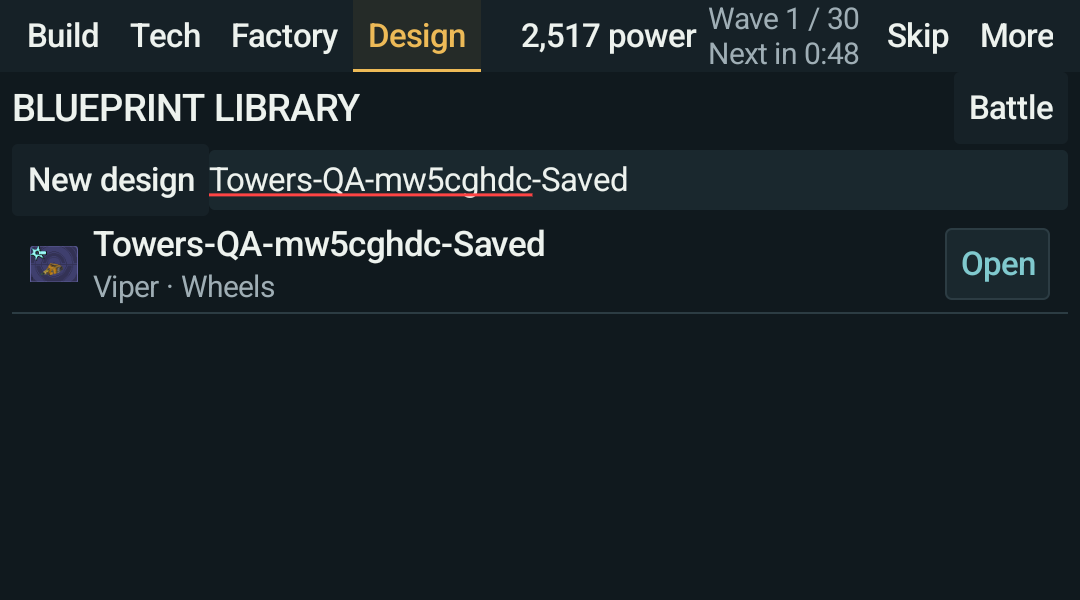 Build Tech Factory Design 2,517 power Wave 1 / 30 Skip More
Next in 0:48
BLUEPRINT LIBRARY Battle
New design Towers-QA-mw5cghdc-Saved
Towers-QA-mw5cghdc-Saved
Viper · Wheels
Open